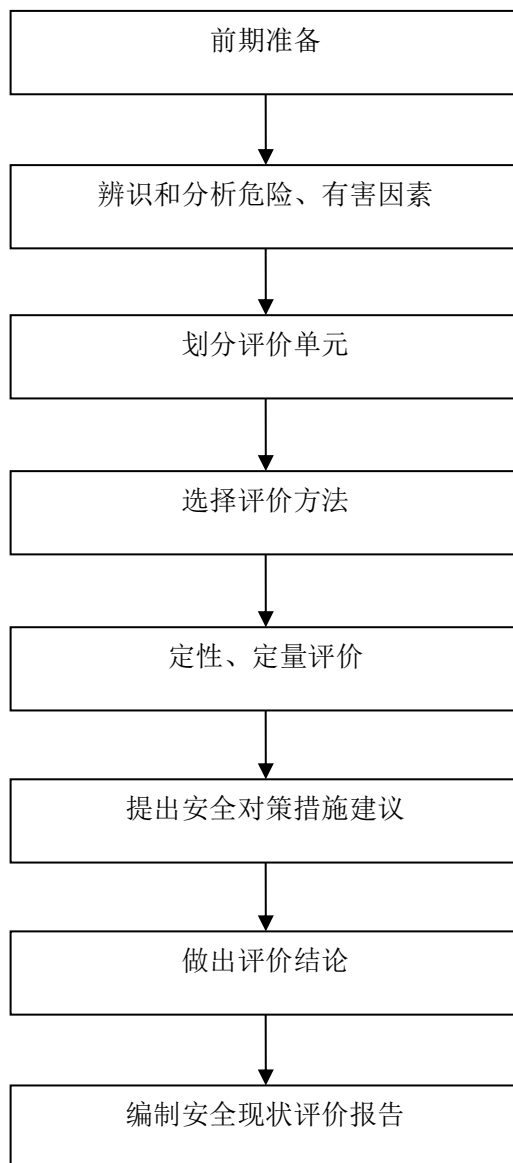 前期准备
辨识和分析危险、有害因素
划分评价单元
选择评价方法
定性、定量评价
提出安全对策措施建议
做出评价结论
编制安全现状评价报告